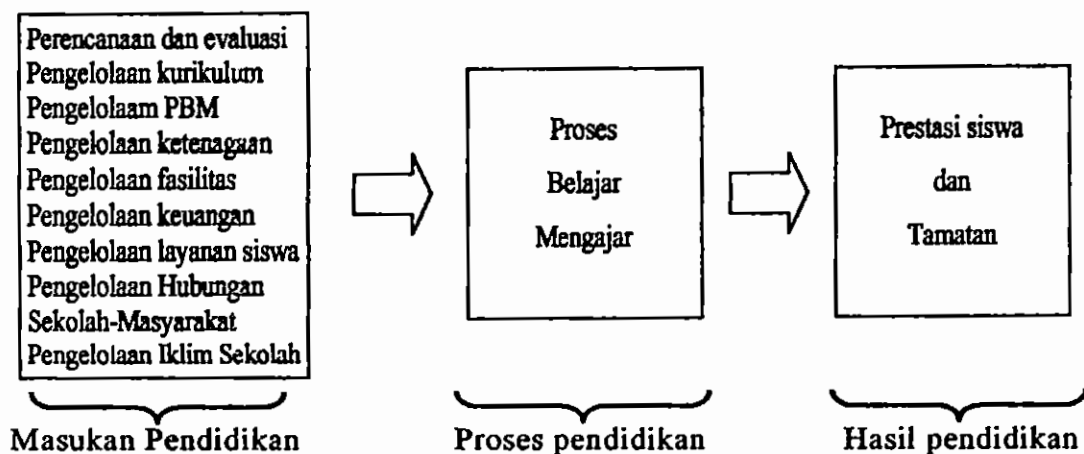 Perencanaan dan evaluasi
Pengelolaan kurikulum
Pengelolaam PBM
Pengelolaan ketenagaan
Pengelolaan fasilitas
Pengelolaan keuangan
Pengelolaan layanan siswa
Pengelolaan Hubungan
Sekolah-Masyarakat
Pengelolaan Iklim Sekolah
Masukan Pendidikan
Proses
Belajar
Mengajar
Proses pendidikan
Prestasi siswa
dan
Tamatan
Hasil pendidikan